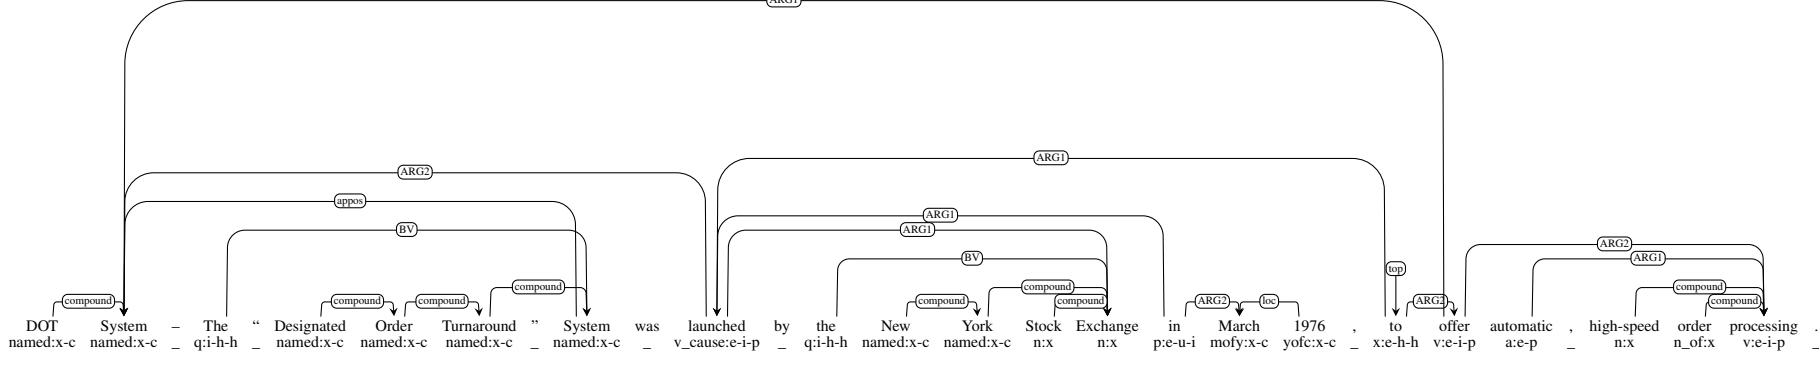 ARG1
ARG1
ARG2
appos
ARG1
BV ARG1 ARG2
BV ARG1
top
compound compound compound
compound compound compound compound compound ARG2 loc ARG2 compound
DOT System – The “ Designated Order Turnaround ” System was launched by the New York Stock Exchange in March 1976 , to offer automatic , high-speed order processing .
named:x-c named:x-c _ q:i-h-h _ named:x-c named:x-c named:x-c _ named:x-c _ v_cause:e-i-p _ q:i-h-h named:x-c named:x-c n:x n:x p:e-u-i mofy:x-c yofc:x-c _ x:e-h-h v:e-i-p a:e-p _ n:x n_of:x v:e-i-p _